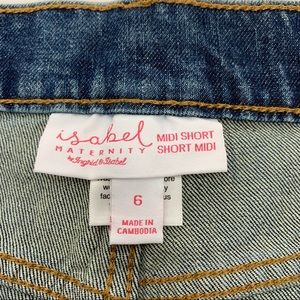 isabel
MATERNITY
by Ingrid & Isabel
MIDI SHORT
SHORT MIDI
6
MADE IN
CAMBODIA